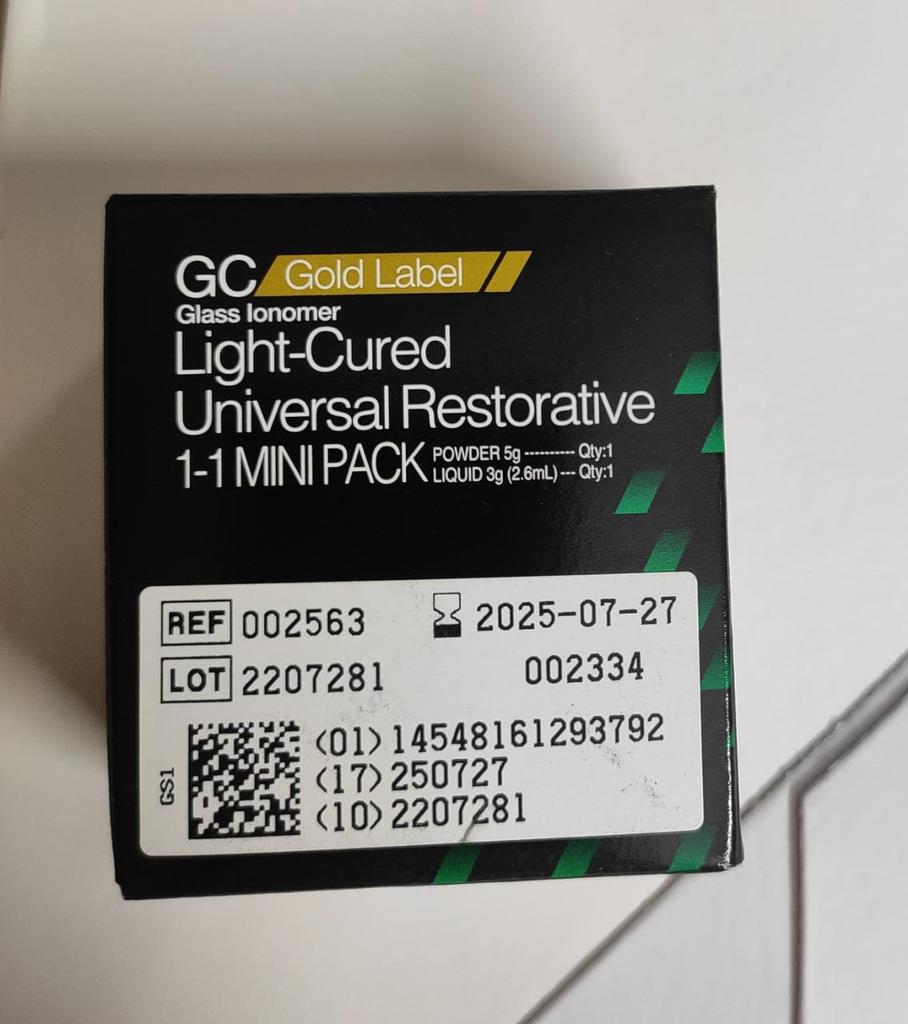 GC Gold Label
Glass Ionomer
Light-Cured
Universal Restorative
1-1 MINI PACK POWDER 5g ---------- Qty:1
LIQUID 3g (2.6mL) --- Qty:1
REF 002563 2025-07-27
LOT 2207281 002334
GS1
(01) 14548161293792
(17) 250727
(10) 2207281